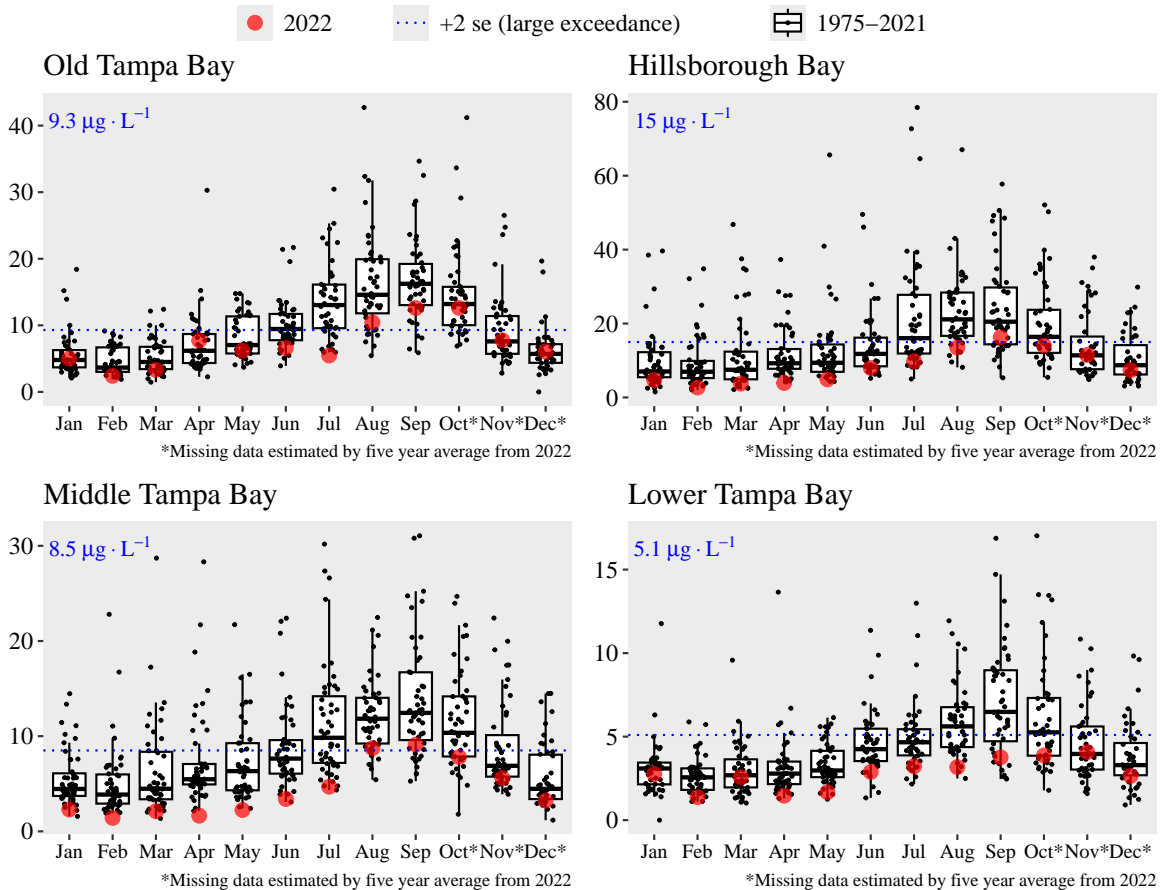 2022 +2 se (large exceedance) 1975−2021
Old Tampa Bay
9.3 μg · L⁻¹
40
30
20
10
0
Jan Feb Mar Apr May Jun Jul Aug Sep Oct* Nov* Dec*
*Missing data estimated by five year average from 2022
Hillsborough Bay
15 μg · L⁻¹
80
60
40
20
0
Jan Feb Mar Apr May Jun Jul Aug Sep Oct* Nov* Dec*
*Missing data estimated by five year average from 2022
Middle Tampa Bay
8.5 μg · L⁻¹
30
20
10
0
Jan Feb Mar Apr May Jun Jul Aug Sep Oct* Nov* Dec*
*Missing data estimated by five year average from 2022
Lower Tampa Bay
5.1 μg · L⁻¹
15
10
5
0
Jan Feb Mar Apr May Jun Jul Aug Sep Oct* Nov* Dec*
*Missing data estimated by five year average from 2022